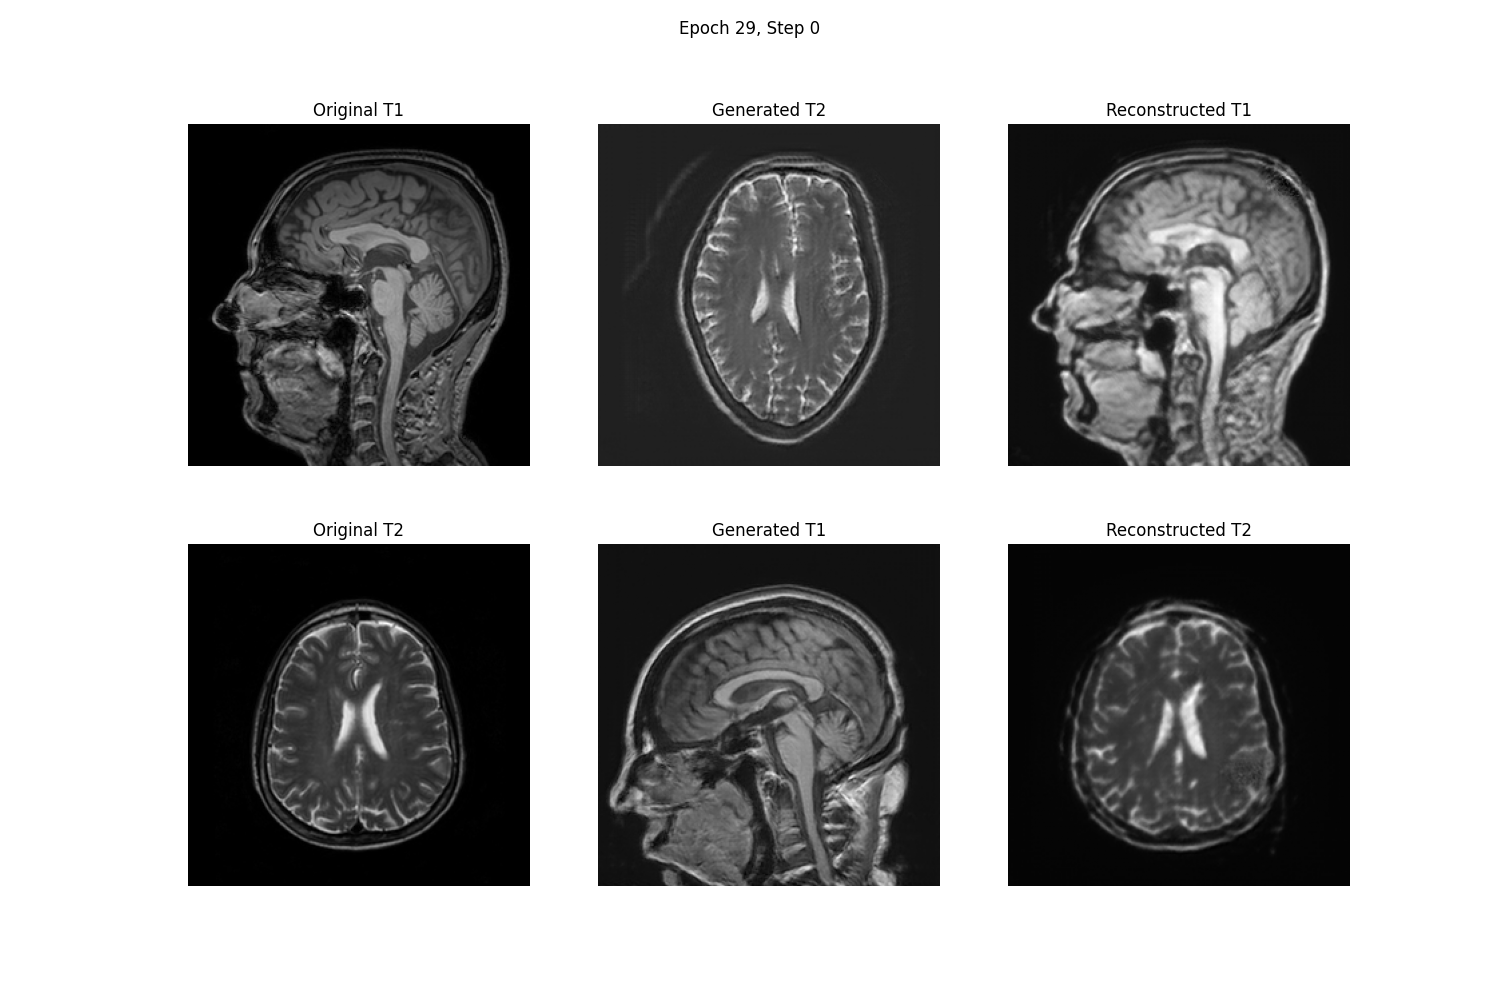 Epoch 29, Step 0
Original T1
Generated T2
Reconstructed T1
Original T2
Generated T1
Reconstructed T2